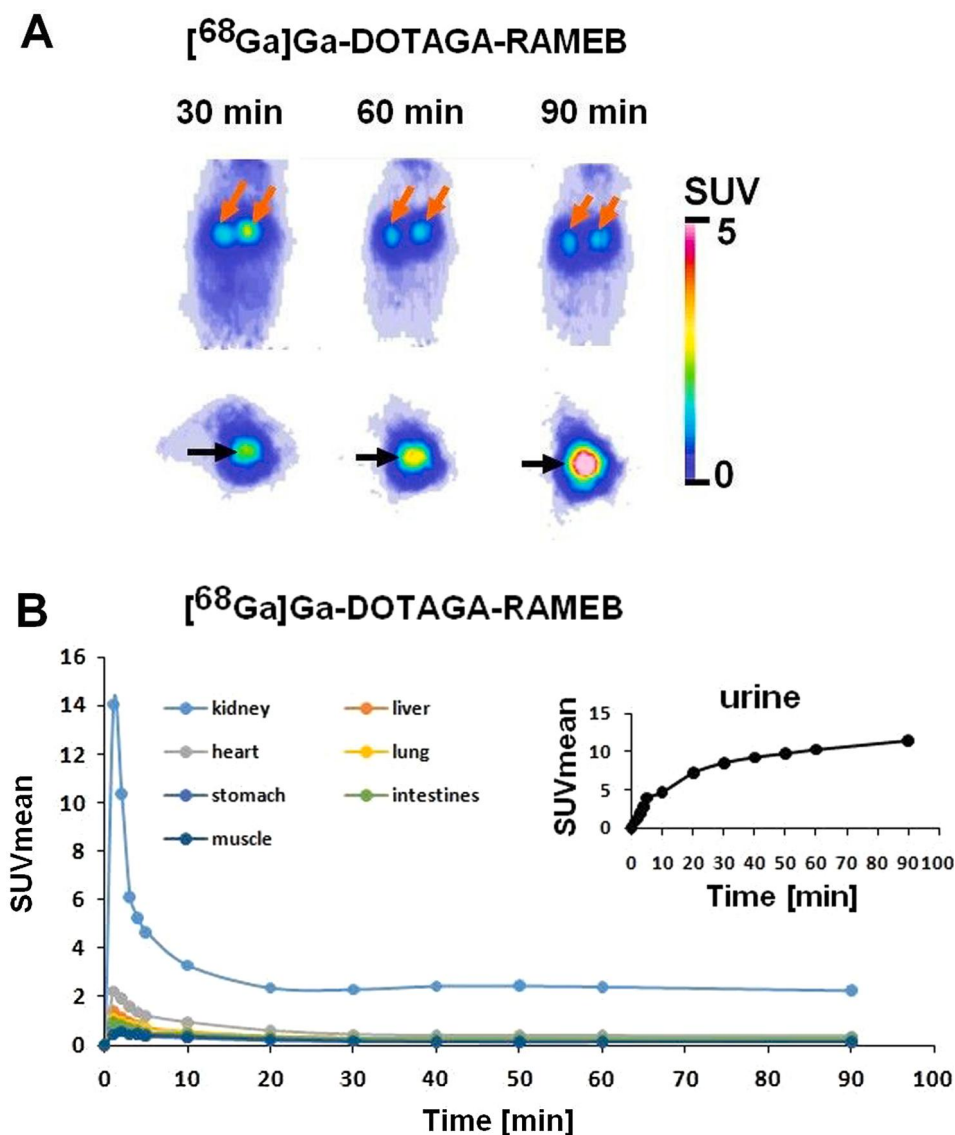 A
[68Ga]Ga-DOTAGA-RAMEB
30 min 60 min 90 min
SUV
5
0
B
[68Ga]Ga-DOTAGA-RAMEB
SUVmean
16
14
12
10
8
6
4
2
0
kidney liver
heart lung
stomach intestines
muscle
0 10 20 30 40 50 60 70 80 90 100
Time [min]
urine
SUVmean
15
10
5
0
0 10 20 30 40 50 60 70 80 90 100
Time [min]